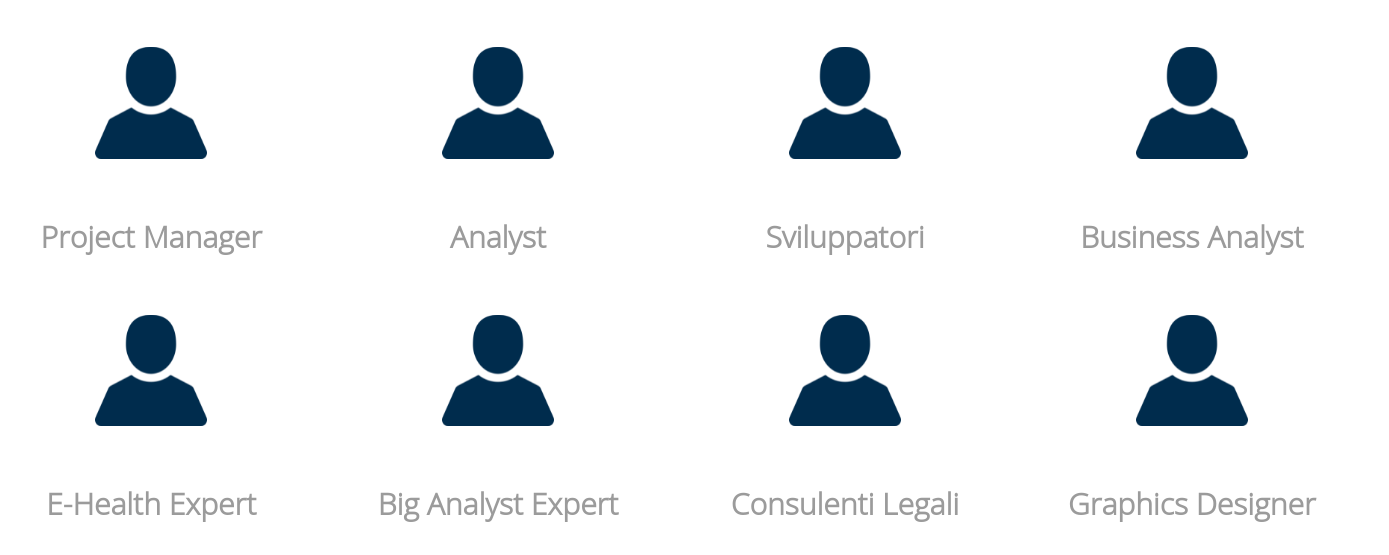 Project Manager
Analyst
Sviluppatori
Business Analyst
E-Health Expert
Big Analyst Expert
Consulenti Legali
Graphics Designer